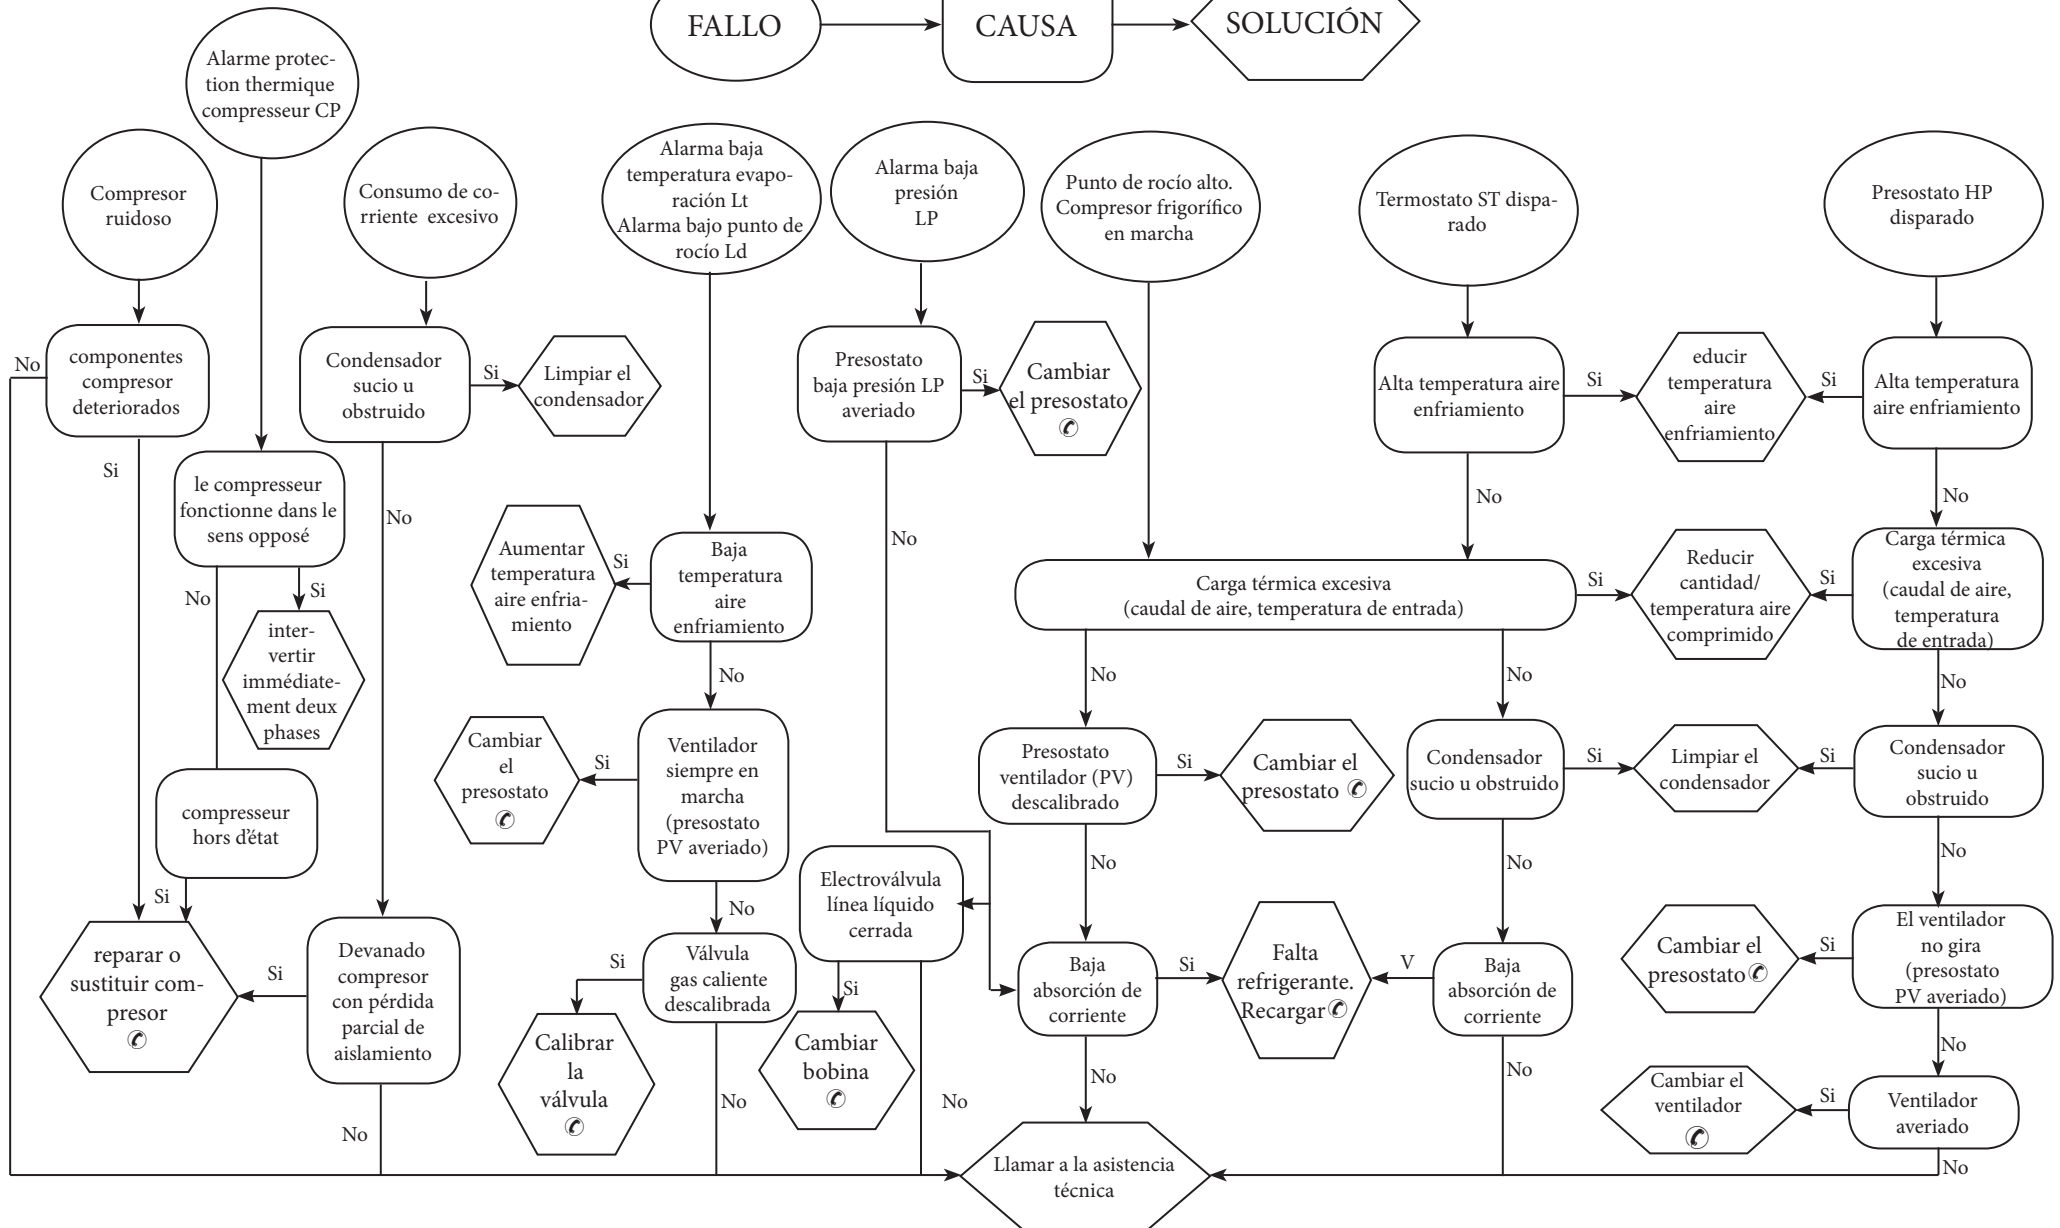 FALLO
CAUSA
SOLUCIÓN
Alarme protec-
tion thermique
compresseur CP
Compresor
ruidoso
Consumo de co-
rriente excesivo
Alarma baja
temperatura evapo-
ración Lt
Alarma bajo punto de
rocío Ld
Alarma baja
presión
LP
Punto de rocío alto.
Compresor frigorífico
en marcha
Termostato ST dispa-
rado
Presostato HP
disparado
No
componentes
compresor
deteriorados
Condensador
sucio u
obstruido
Si
Limpiar el
condensador
Presostato
baja presión LP
averiado
Si
Cambiar
el presostato
Alta temperatura aire
enfriamiento
Si
educir
temperatura
aire
enfriamiento
Si
Alta temperatura
aire enfriamiento
Si
le compresseur
fonctionne dans le
sens opposé
No
Aumentar
temperatura
aire enfria-
miento
Si
Baja
temperatura
aire
enfriamiento
No
No
No
Carga térmica excesiva
(caudal de aire, temperatura de entrada)
Si
Reducir
cantidad/
temperatura aire
comprimido
Si
Carga térmica
excesiva
(caudal de aire,
temperatura
de entrada)
No
Si
inter-
vertir
immédiate-
ment deux
phases
No
No
No
No
Cambiar
el
presostato
Si
Ventilador
siempre en
marcha
(presostato
PV averiado)
Presostato
ventilador (PV)
descalibrado
Si
Cambiar el
presostato
Condensador
sucio u obstruido
Si
Limpiar el
condensador
Condensador
sucio u
obstruido
compresseur
hors d'état
No
No
No
Si
No
Electroválvula
línea líquido
cerrada
reparar o
sustituir com-
presor
Si
Devanado
compresor
con pérdida
parcial de
aislamiento
Si
Válvula
gas caliente
descalibrada
Si
Baja
absorción de
corriente
Si
Falta
refrigerante.
Recargar
V
Baja
absorción de
corriente
Cambiar el
presostato
Si
El ventilador
no gira
(presostato
PV averiado)
Calibrar
la
válvula
Cambiar
bobina
No
No
No
No
No
No
Cambiar el
ventilador
Si
Ventilador
averiado
Llamar a la asistencia
técnica
No